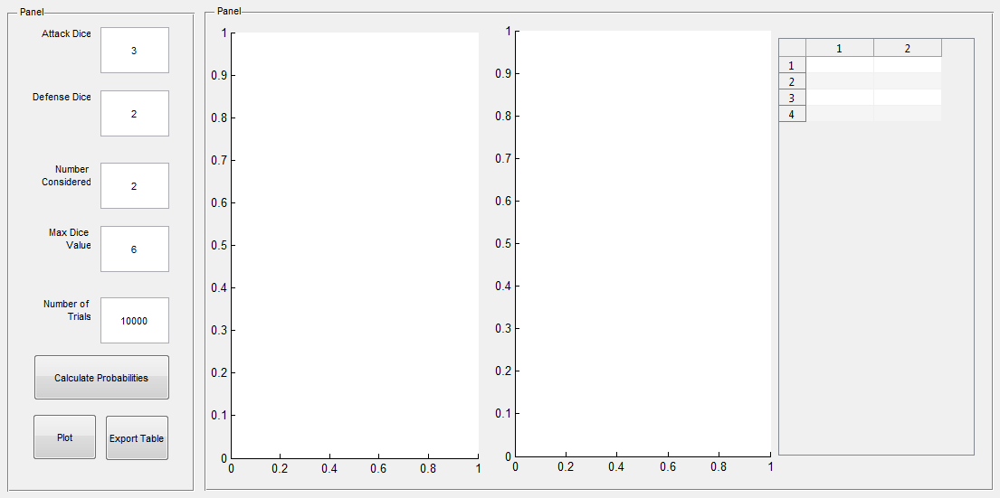 Panel
Attack Dice
3
Defense Dice
2
Number
Considered
2
Max Dice
Value
6
Number of
Trials
10000
Calculate Probabilities
Plot
Export Table
Panel
1
0.9
0.8
0.7
0.6
0.5
0.4
0.3
0.2
0.1
0
0 0.2 0.4 0.6 0.8 1
1
0.9
0.8
0.7
0.6
0.5
0.4
0.3
0.2
0.1
0
0 0.2 0.4 0.6 0.8 1
1 2
1
2
3
4